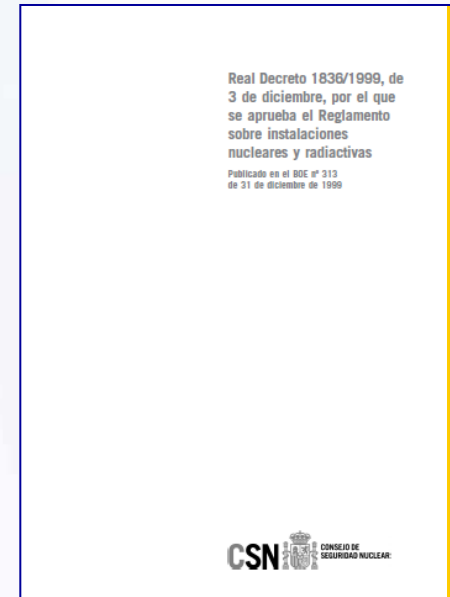 Real Decreto 1836/1999, de
3 de diciembre, por el que
se aprueba el Reglamento
sobre instalaciones
nucleares y radiactivas
Publicado en el BOE nº 313
de 31 de diciembre de 1999
CSN
CONSEJO DE
SEGURIDAD NUCLEAR